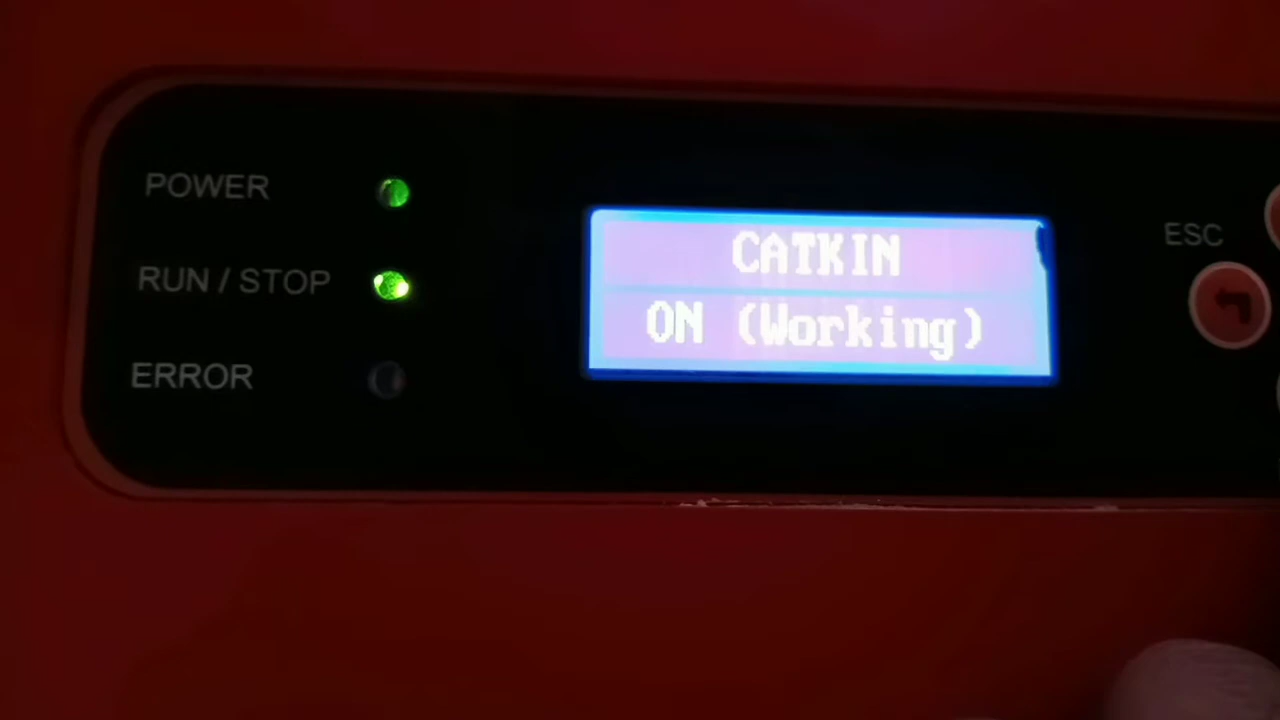 POWER
RUN / STOP
ERROR
CATKIN
ON (Working)
ESC